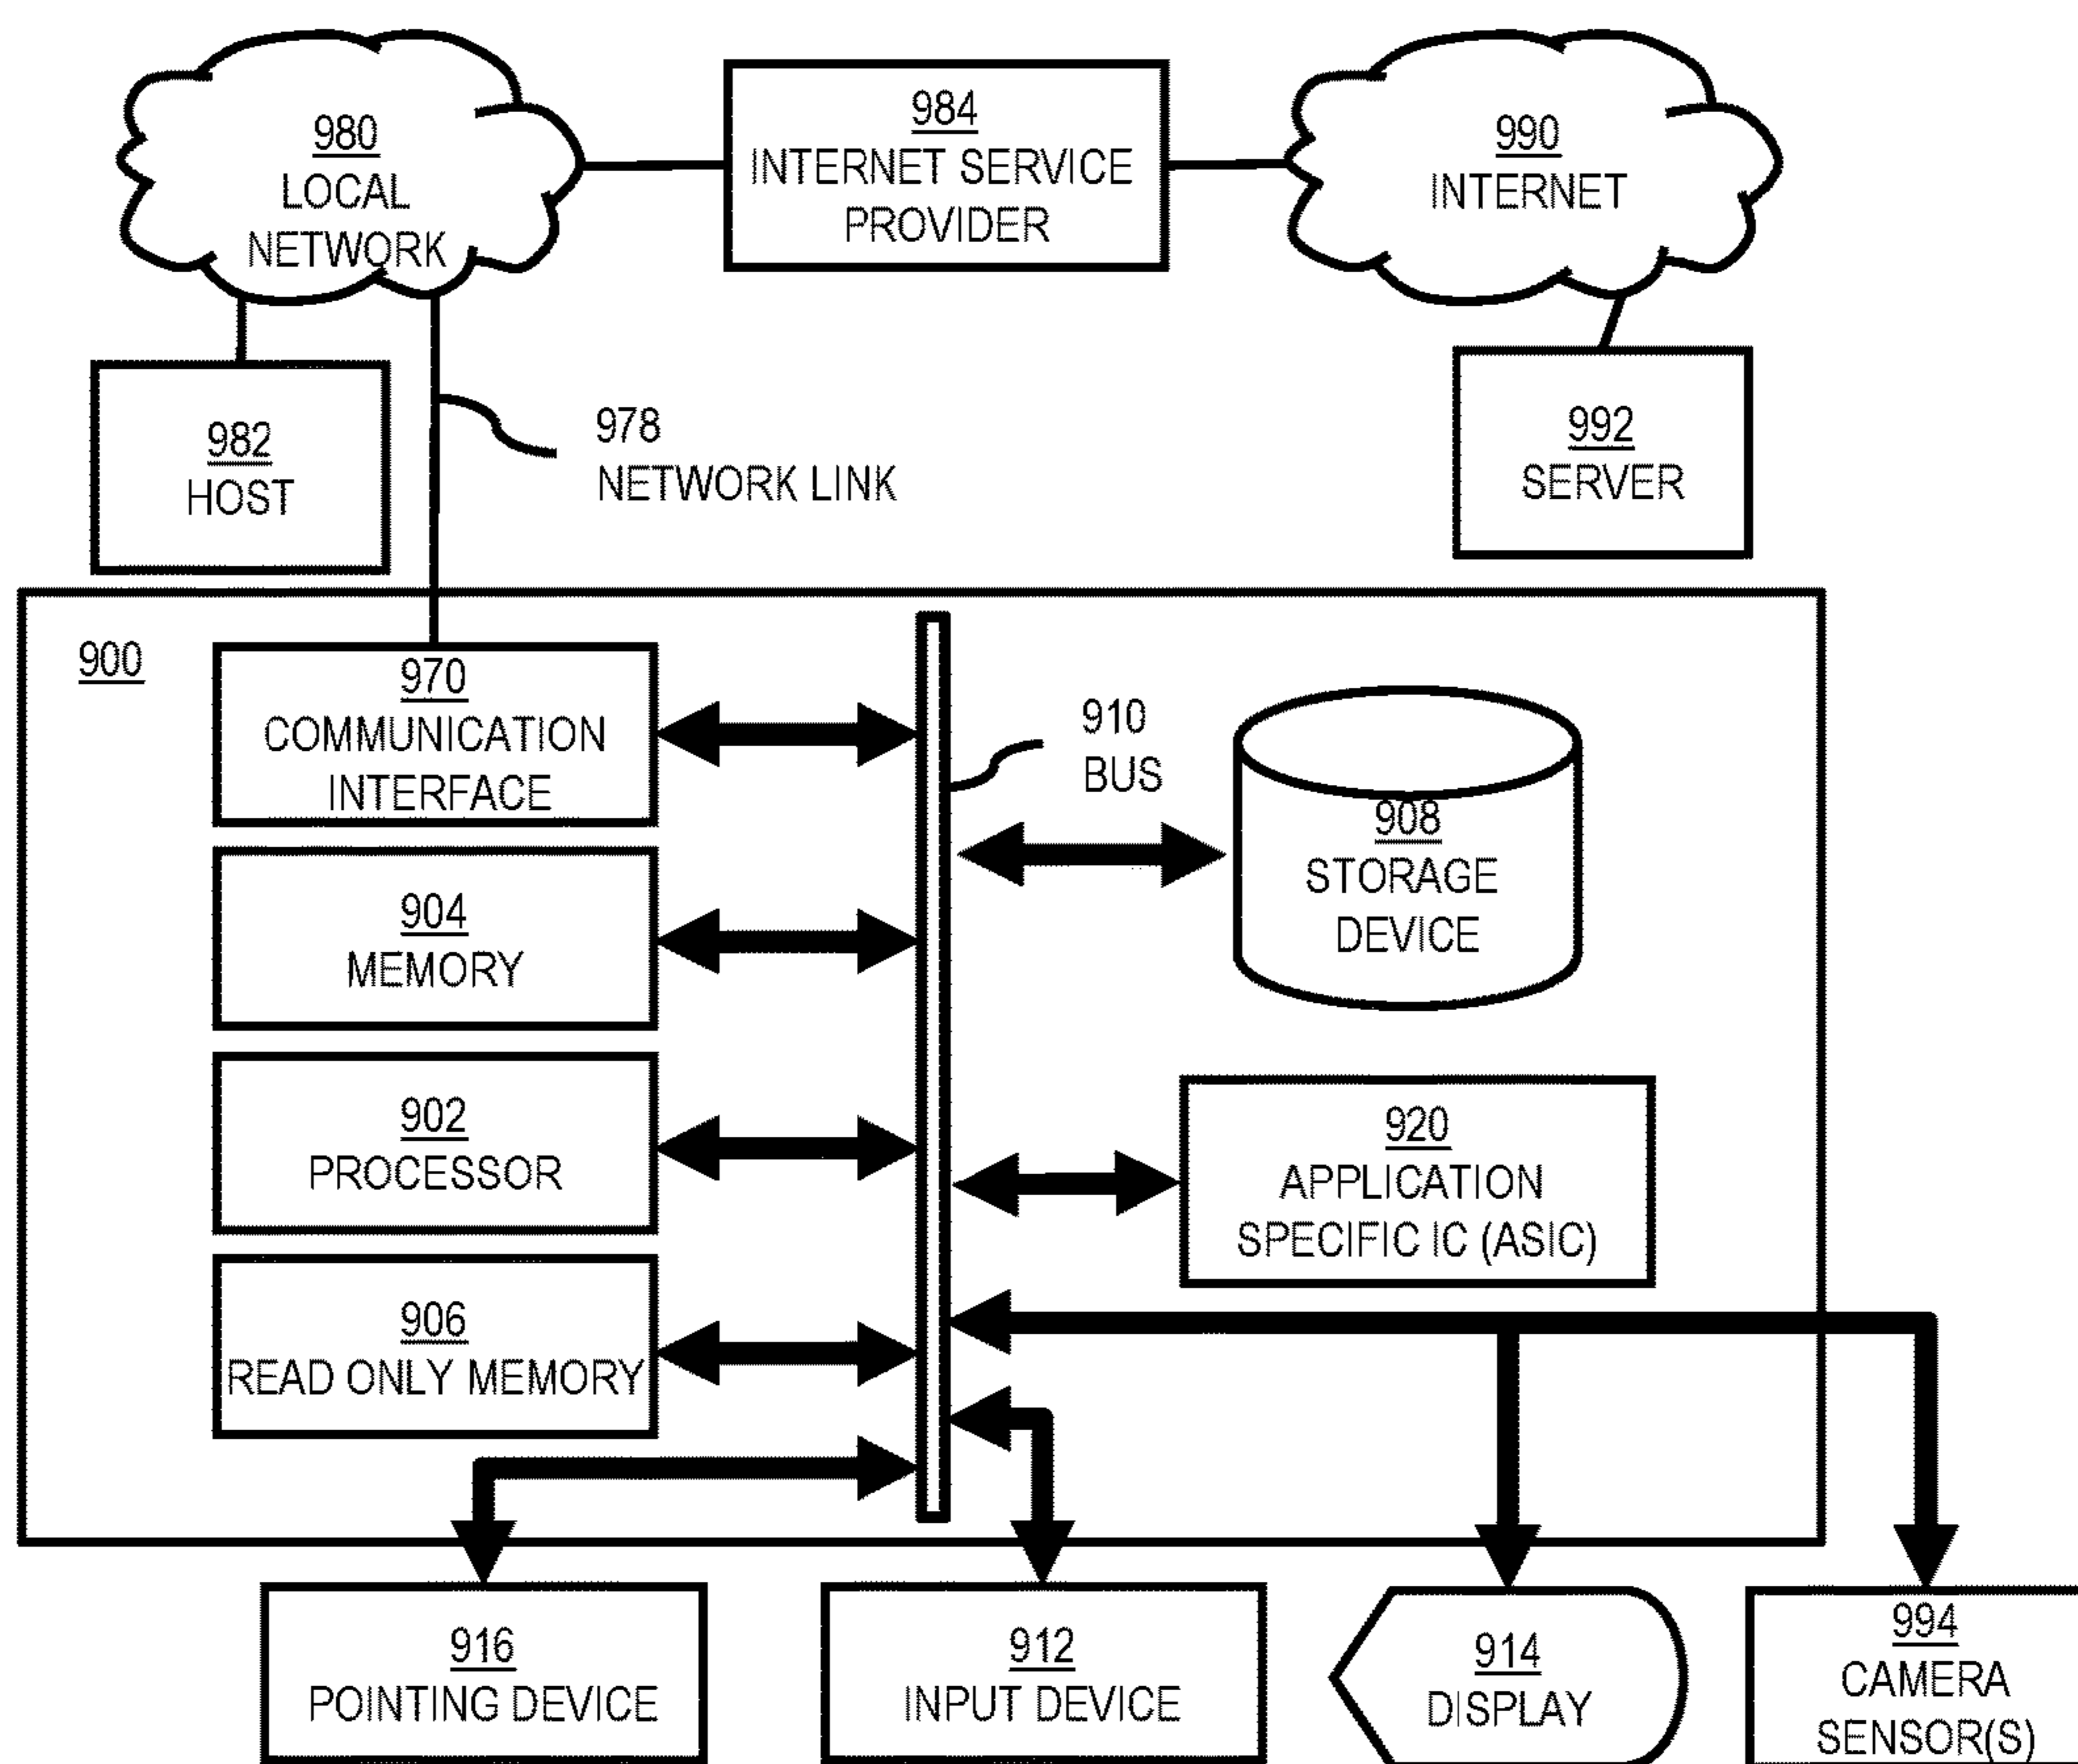 980
LOCAL
NETWORK
984
INTERNET SERVICE
PROVIDER
990
INTERNET
982
HOST
978
NETWORK LINK
992
SERVER
900
970
COMMUNICATION
INTERFACE
910
BUS
908
STORAGE
DEVICE
904
MEMORY
902
PROCESSOR
920
APPLICATION
SPECIFIC IC (ASIC)
906
READ ONLY MEMORY
916
POINTING DEVICE
912
INPUT DEVICE
914
DISPLAY
994
CAMERA
SENSOR(S)